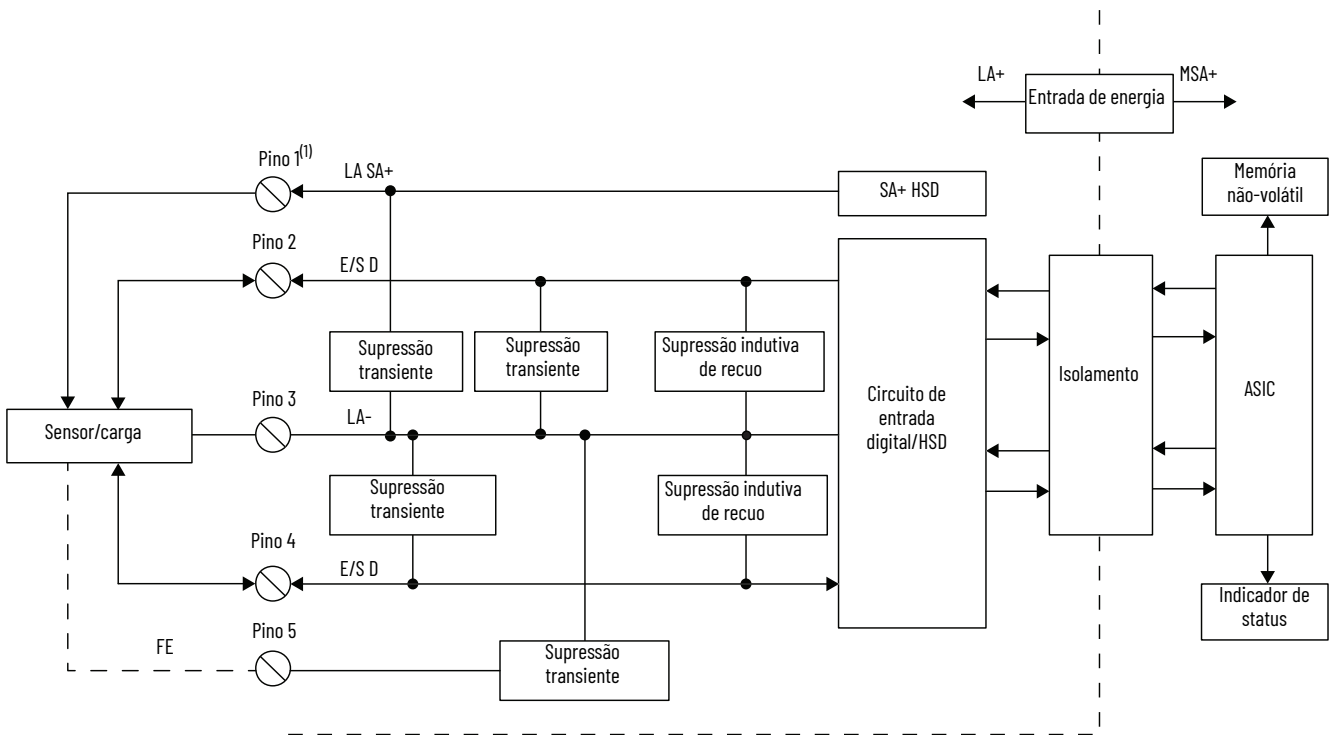 LA+
MSA+
Entrada de energia
Pino 1(1)
LA SA+
SA+ HSD
Memória
não-volátil
Pino 2
E/S D
Supressão
transiente
Supressão
transiente
Supressão indutiva
de recuo
Circuito de
entrada
digital/HSD
Isolamento
ASIC
Pino 3
LA-
Sensor/carga
Supressão
transiente
Supressão indutiva
de recuo
Pino 4
E/S D
Indicador de
status
Pino 5
FE
Supressão
transiente